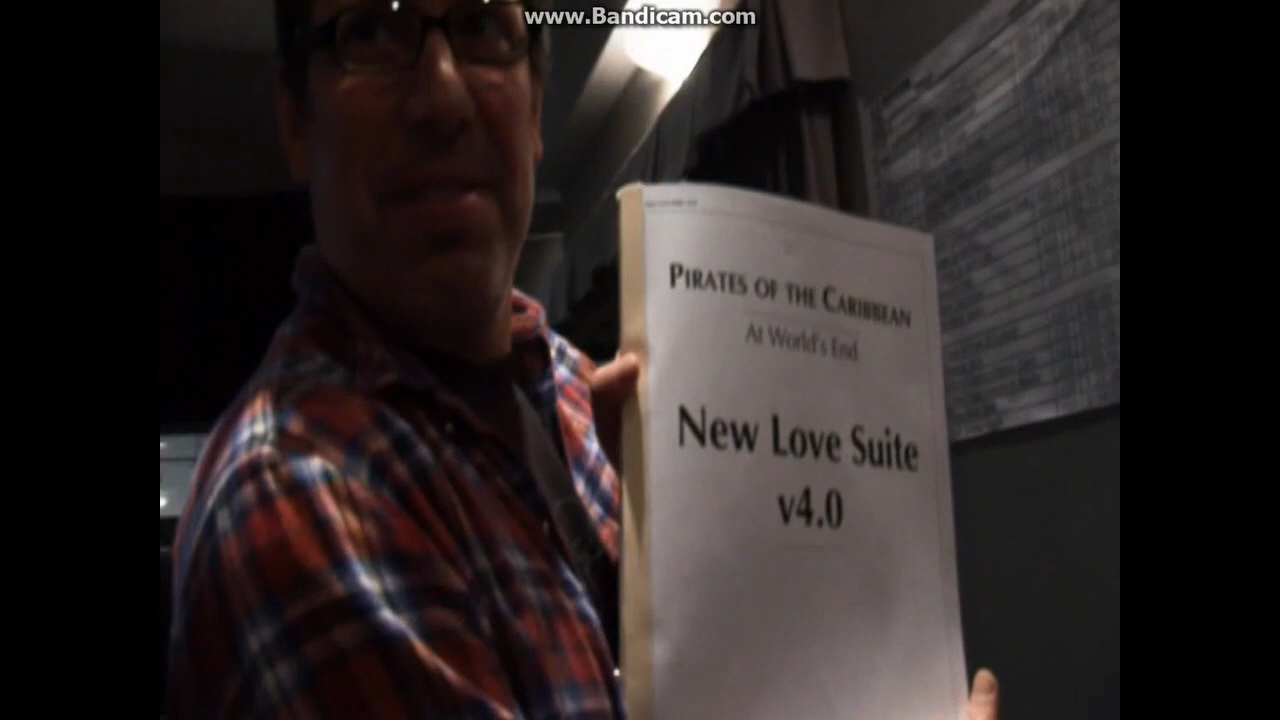 www.Bandicam.com
PIRATES OF THE CARIBBEAN
At World's End
New Love Suite
v4.0